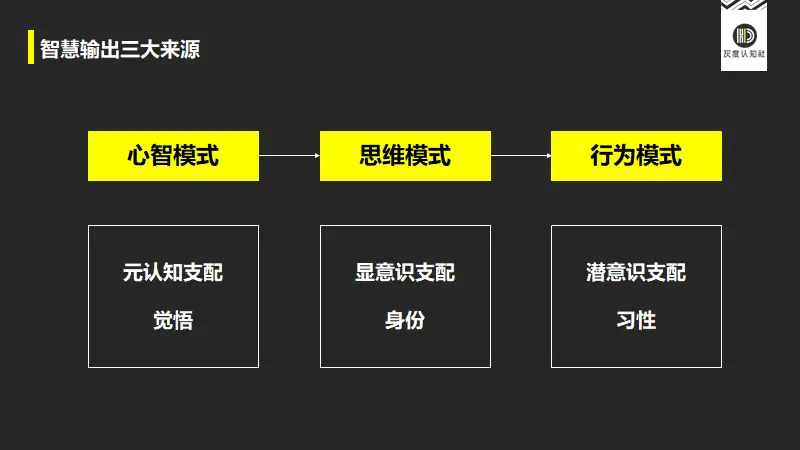 智慧输出三大来源
灰度认知社
心智模式
思维模式
行为模式
元认知支配
觉悟
显意识支配
身份
潜意识支配
习性